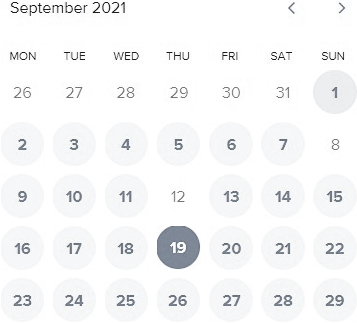 September 2021
MON TUE WED THU FRI SAT SUN
26 27 28 29 30 31 1
2 3 4 5 6 7 8
9 10 11 12 13 14 15
16 17 18 19 20 21 22
23 24 25 26 27 28 29